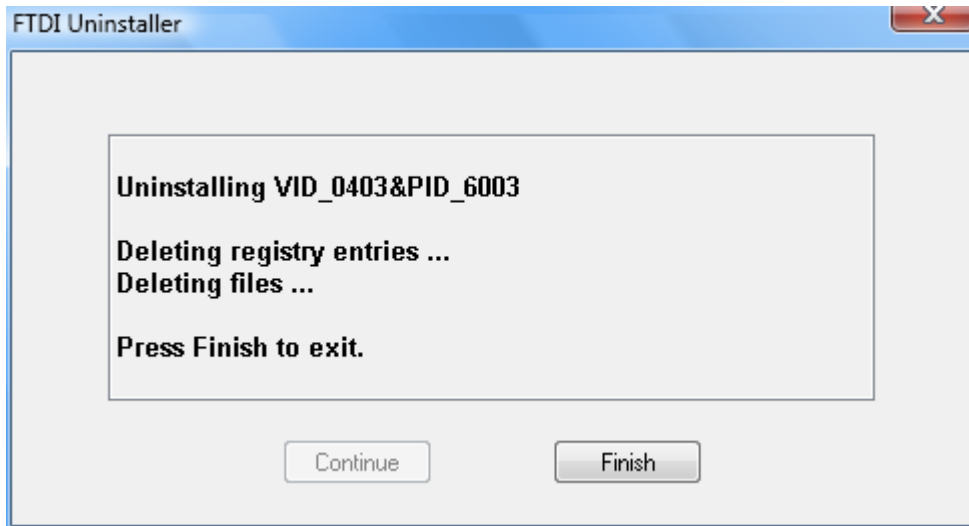 FTDI Uninstaller
Uninstalling VID_0403&PID_6003
Deleting registry entries ...
Deleting files ...
Press Finish to exit.
Continue
Finish